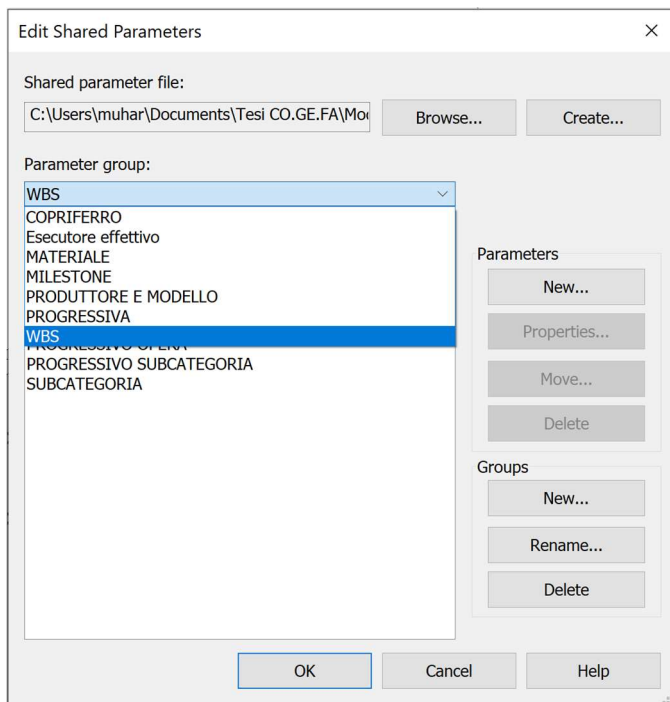 Edit Shared Parameters
Shared parameter file:
C:\Users\muhar\Documents\Tesi CO.GE.FA\Mo
Browse...
Create...
Parameter group:
WBS
COPRIFERRO
Esecutore effettivo
MATERIALE
MILESTONE
PRODUTTORE E MODELLO
PROGRESSIVA
WBS
PROGRESSIVO OPERA
PROGRESSIVO SUBCATEGORIA
SUBCATEGORIA
Parameters
New...
Properties...
Move...
Delete
Groups
New...
Rename...
Delete
OK
Cancel
Help